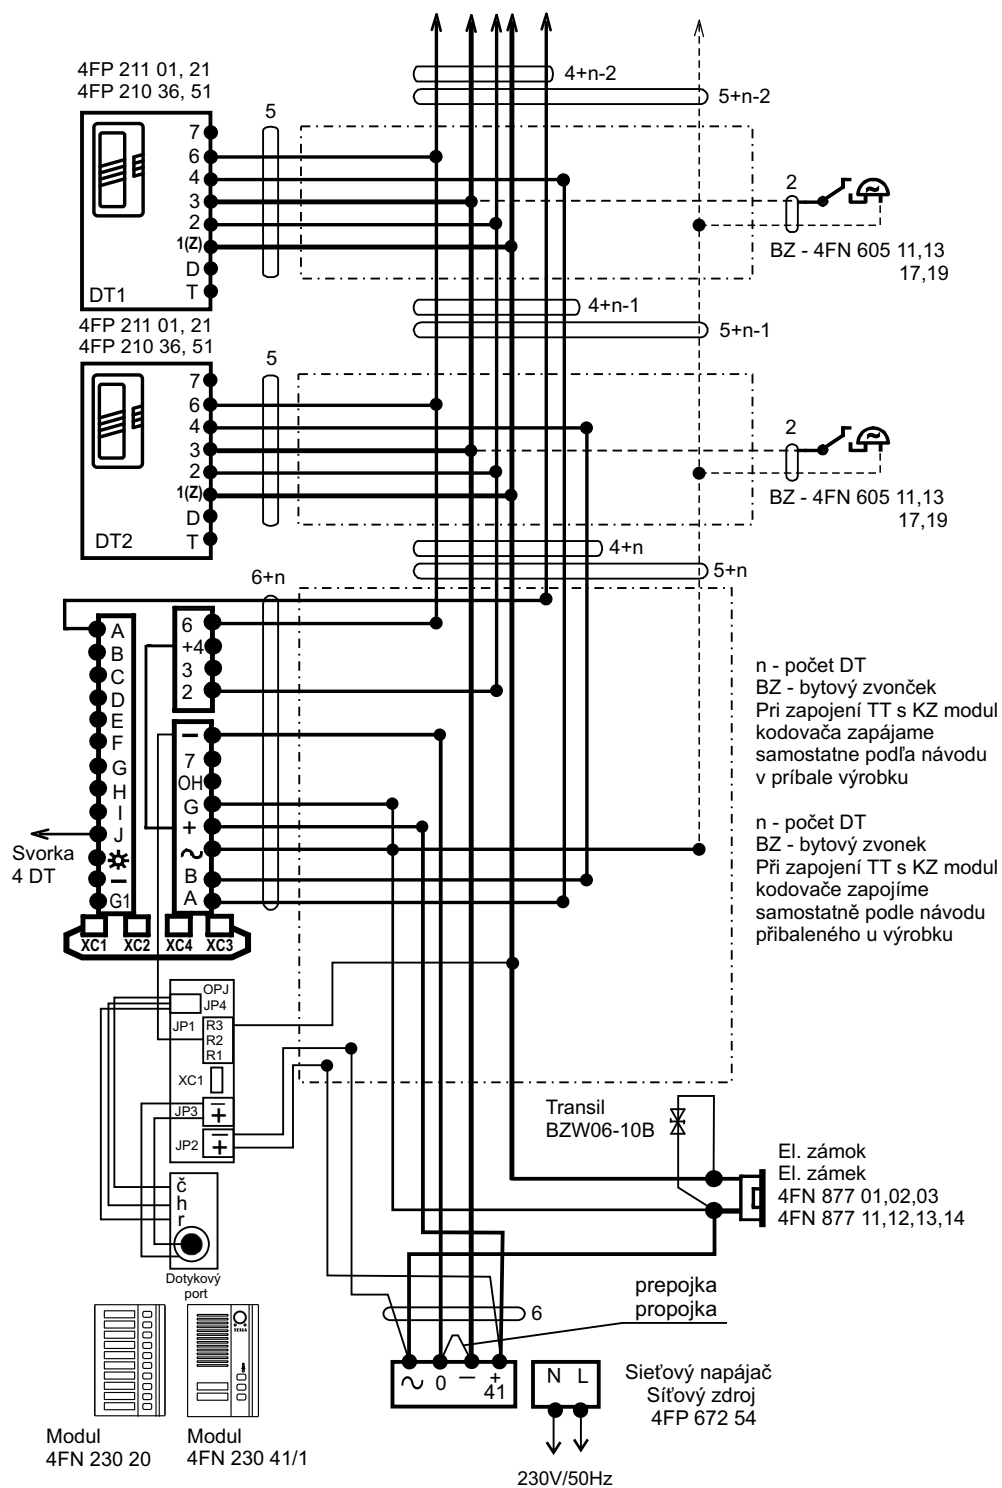 4+n-2
5+n-2
4FP 211 01, 21
4FP 210 36, 51
5
7
6
4
3
2
1(Z)
D
T
DT1
2
BZ - 4FN 605 11,13
17,19
4+n-1
5+n-1
4FP 211 01, 21
4FP 210 36, 51
5
7
6
4
3
2
1(Z)
D
T
DT2
2
BZ - 4FN 605 11,13
17,19
4+n
5+n
6+n
A
B
C
D
E
F
G
H
I
J
G1
Svorka
4 DT
6
+4
3
2
7
OH
G
+
B
A
XC1
XC2
XC4
XC3
n - počet DT
BZ - bytový zvonček
Pri zapojení TT s KZ modul
kodovača zapájame
samostatne podľa návodu
v príbale výrobku
n - počet DT
BZ - bytový zvonek
Při zapojení TT s KZ modul
kodovače zapojíme
samostatně podle návodu
přibaleného u výrobku
OPJ
JP4
JP1
R3
R2
R1
XC1
JP3
JP2
č
h
r
Dotykový
port
Transil
BZW06-10B
El. zámok
El. zámek
4FN 877 01,02,03
4FN 877 11,12,13,14
prepojka
propojka
6
~ 0 – +
41
N L
Sieťový napájač
Síťový zdroj
4FP 672 54
230V/50Hz
TESLA
Modul
4FN 230 20
Modul
4FN 230 41/1